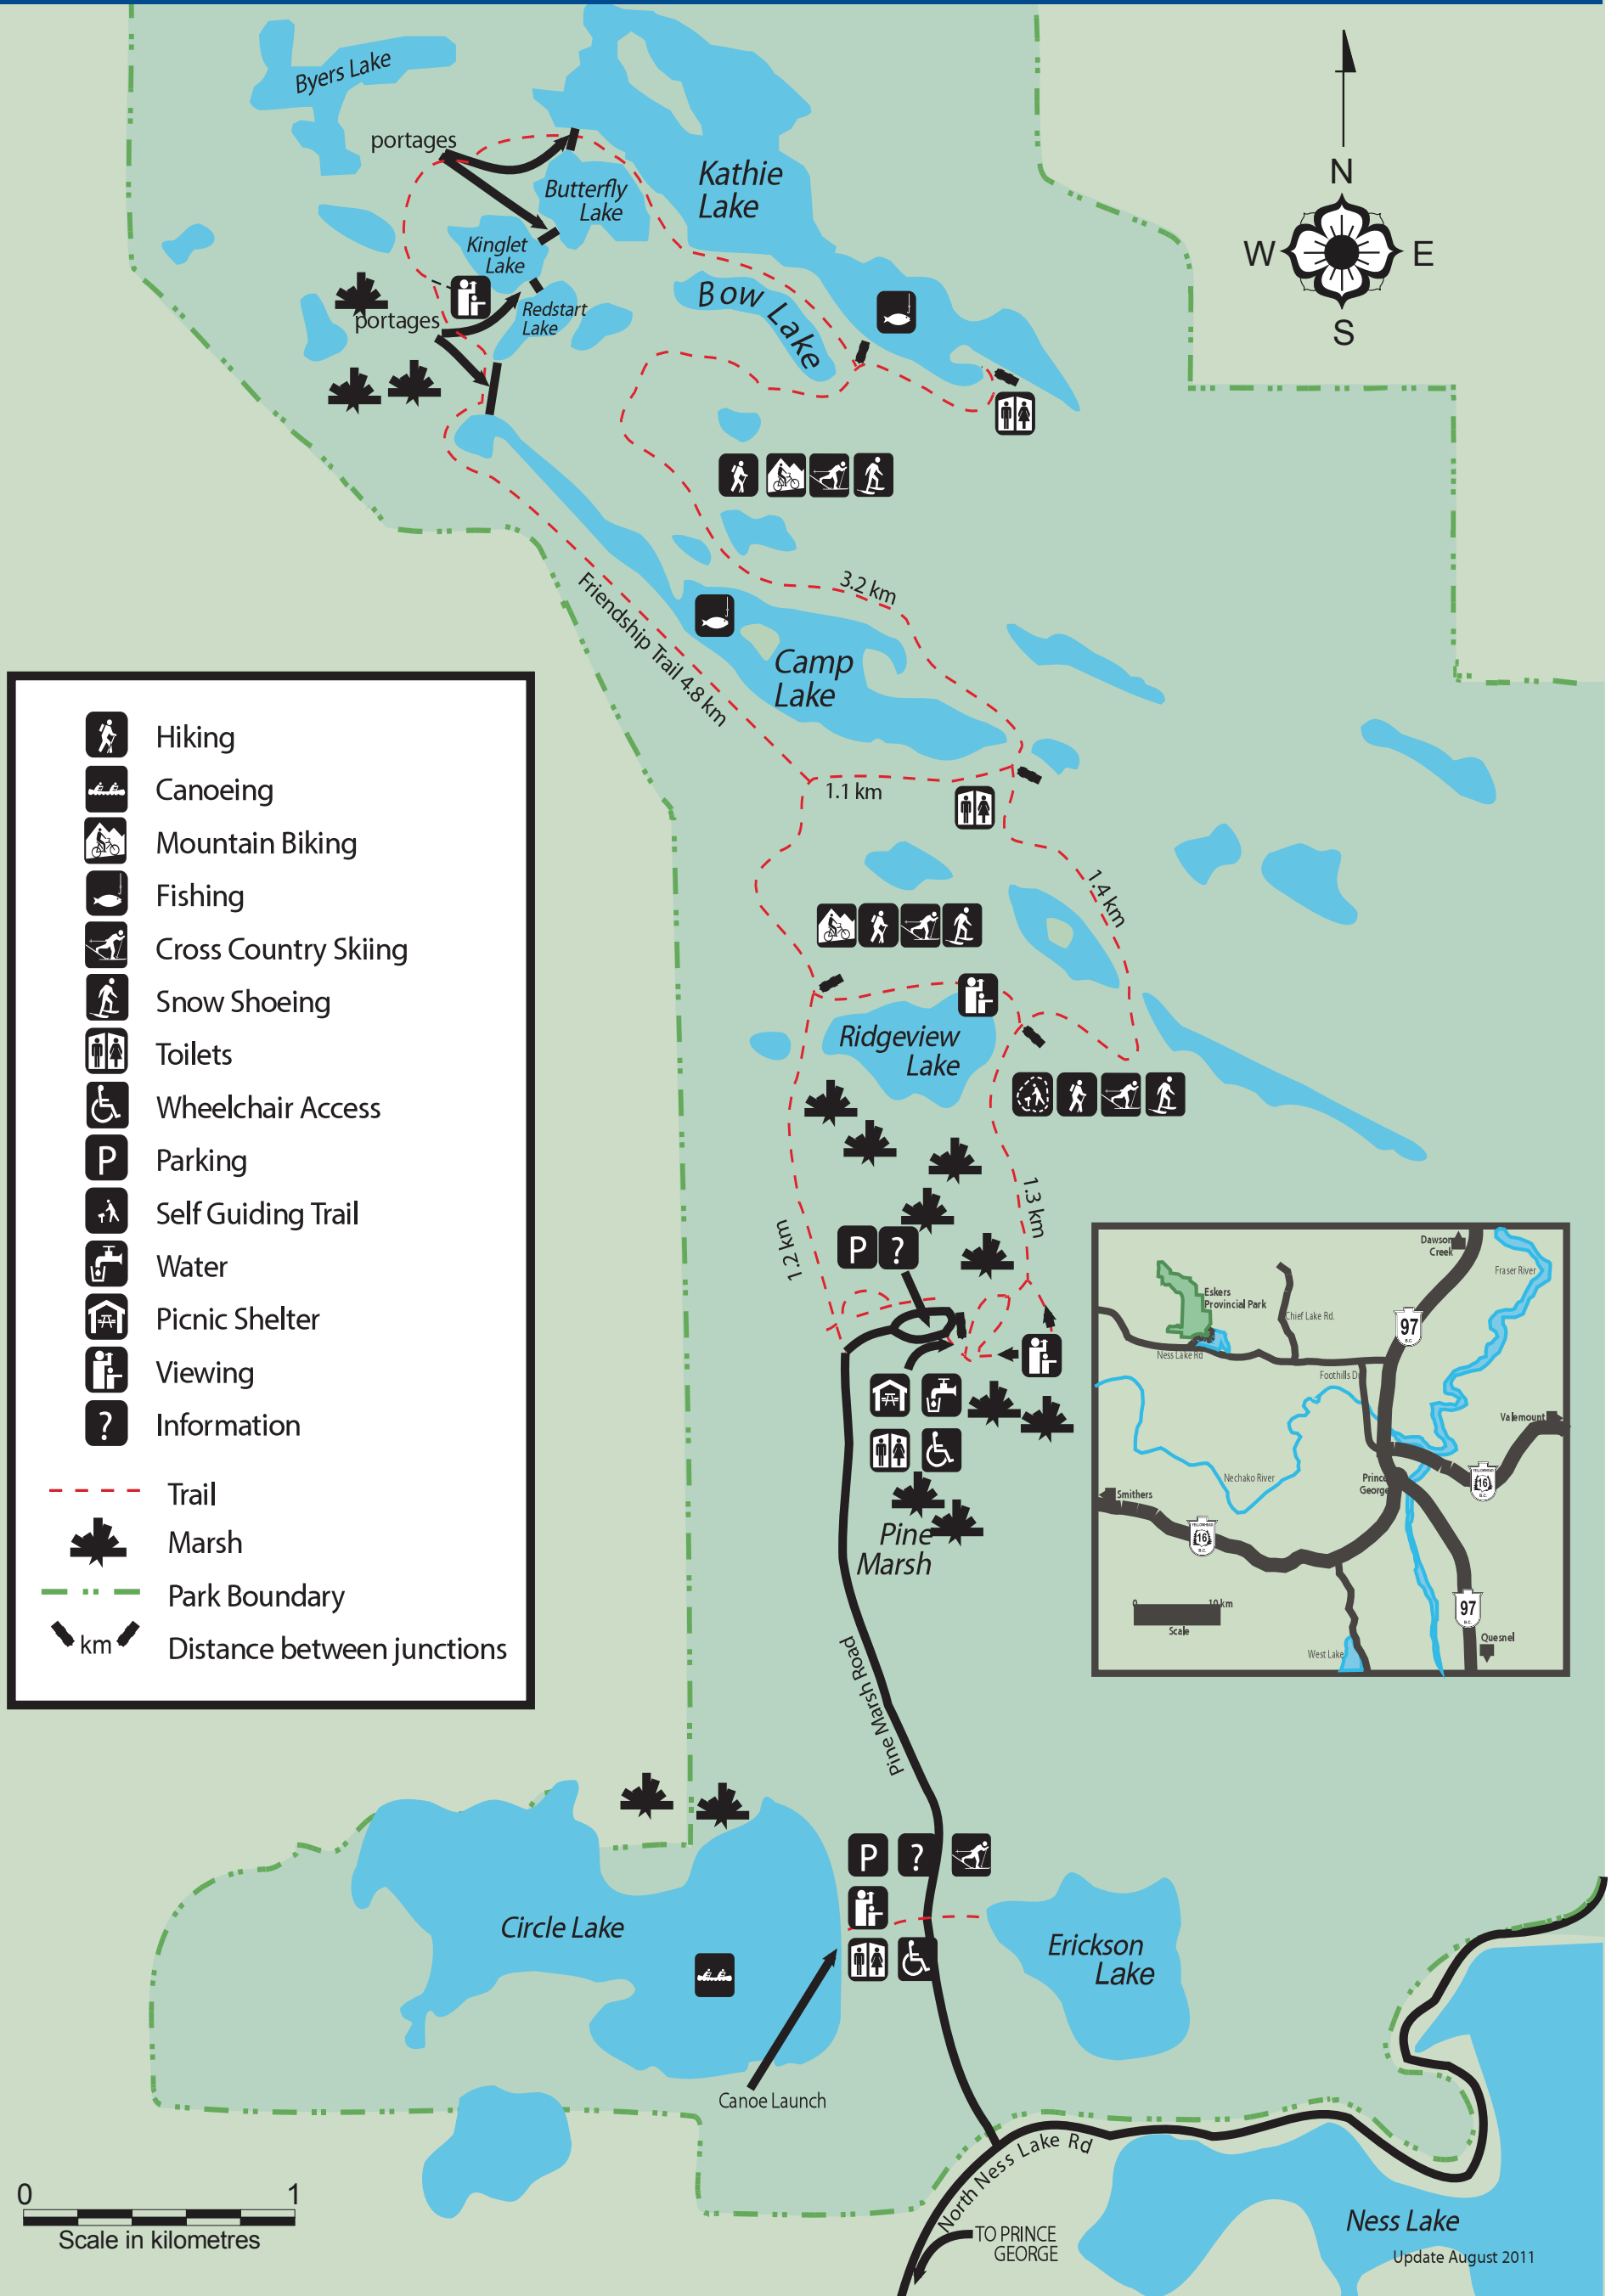 Byers Lake
portages
Kathie
Lake
Butterfly
Lake
Kinglet
Lake
N
W
E
S
portages
Redstart
Lake
Bow Lake
3.2 km
Friendship Trail 4.8 km
Camp
Lake
1.1 km
1.4 km
Ridgeview
Lake
1.3 km
1.2 km
P
?
Pine
Marsh
Pine Marsh Road
Hiking
Canoeing
Mountain Biking
Fishing
Cross Country Skiing
Snow Shoeing
Toilets
Wheelchair Access
P Parking
Self Guiding Trail
Water
Picnic Shelter
Viewing
? Information
Trail
Marsh
Park Boundary
km Distance between junctions
Dawson
Creek
Fraser River
Eskers
Provincial Park
Chief Lake Rd.
97
B.C.
Ness Lake Rd
Foothills Dr
Valemount
Nechako River
Prince
George
YELLOWHEAD
16
B.C.
Smithers
YELLOWHEAD
16
B.C.
0 10 km
Scale
97
B.C.
Quesnel
West Lake
P
?
Circle Lake
Erickson
Lake
Canoe Launch
North Ness Lake Rd
TO PRINCE
GEORGE
0 1
Scale in kilometres
Ness Lake
Update August 2011